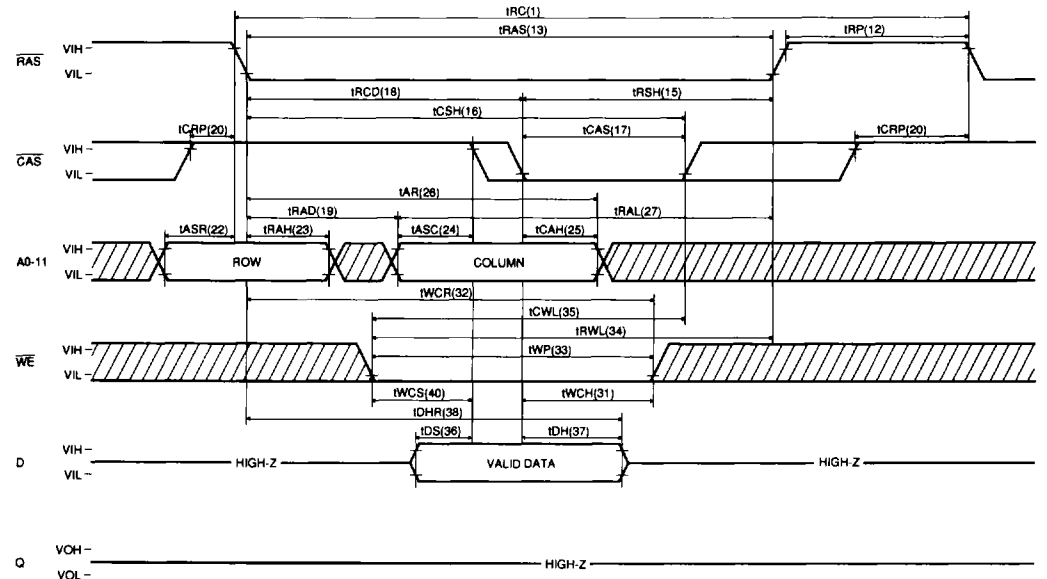 tRC(1)
tRAS(13)
tRP(12)
RAS
VIH
VIL
tRCD(18)
tRSH(15)
tCSH(16)
tCRP(20)
tCAS(17)
tCRP(20)
CAS
VIH
VIL
tAR(26)
tRAD(19)
tRAL(27)
tASR(22)
tRAH(23)
tASC(24)
tCAH(25)
A0-11
VIH
VIL
ROW
COLUMN
tWCR(32)
tCWL(35)
tRWL(34)
tWP(33)
WE
VIH
VIL
tWCS(40)
tWCH(31)
tDHR(38)
tDS(36)
tDH(37)
D
VIH
VIL
HIGH-Z
VALID DATA
HIGH-Z
Q
VOH
VOL
HIGH-Z